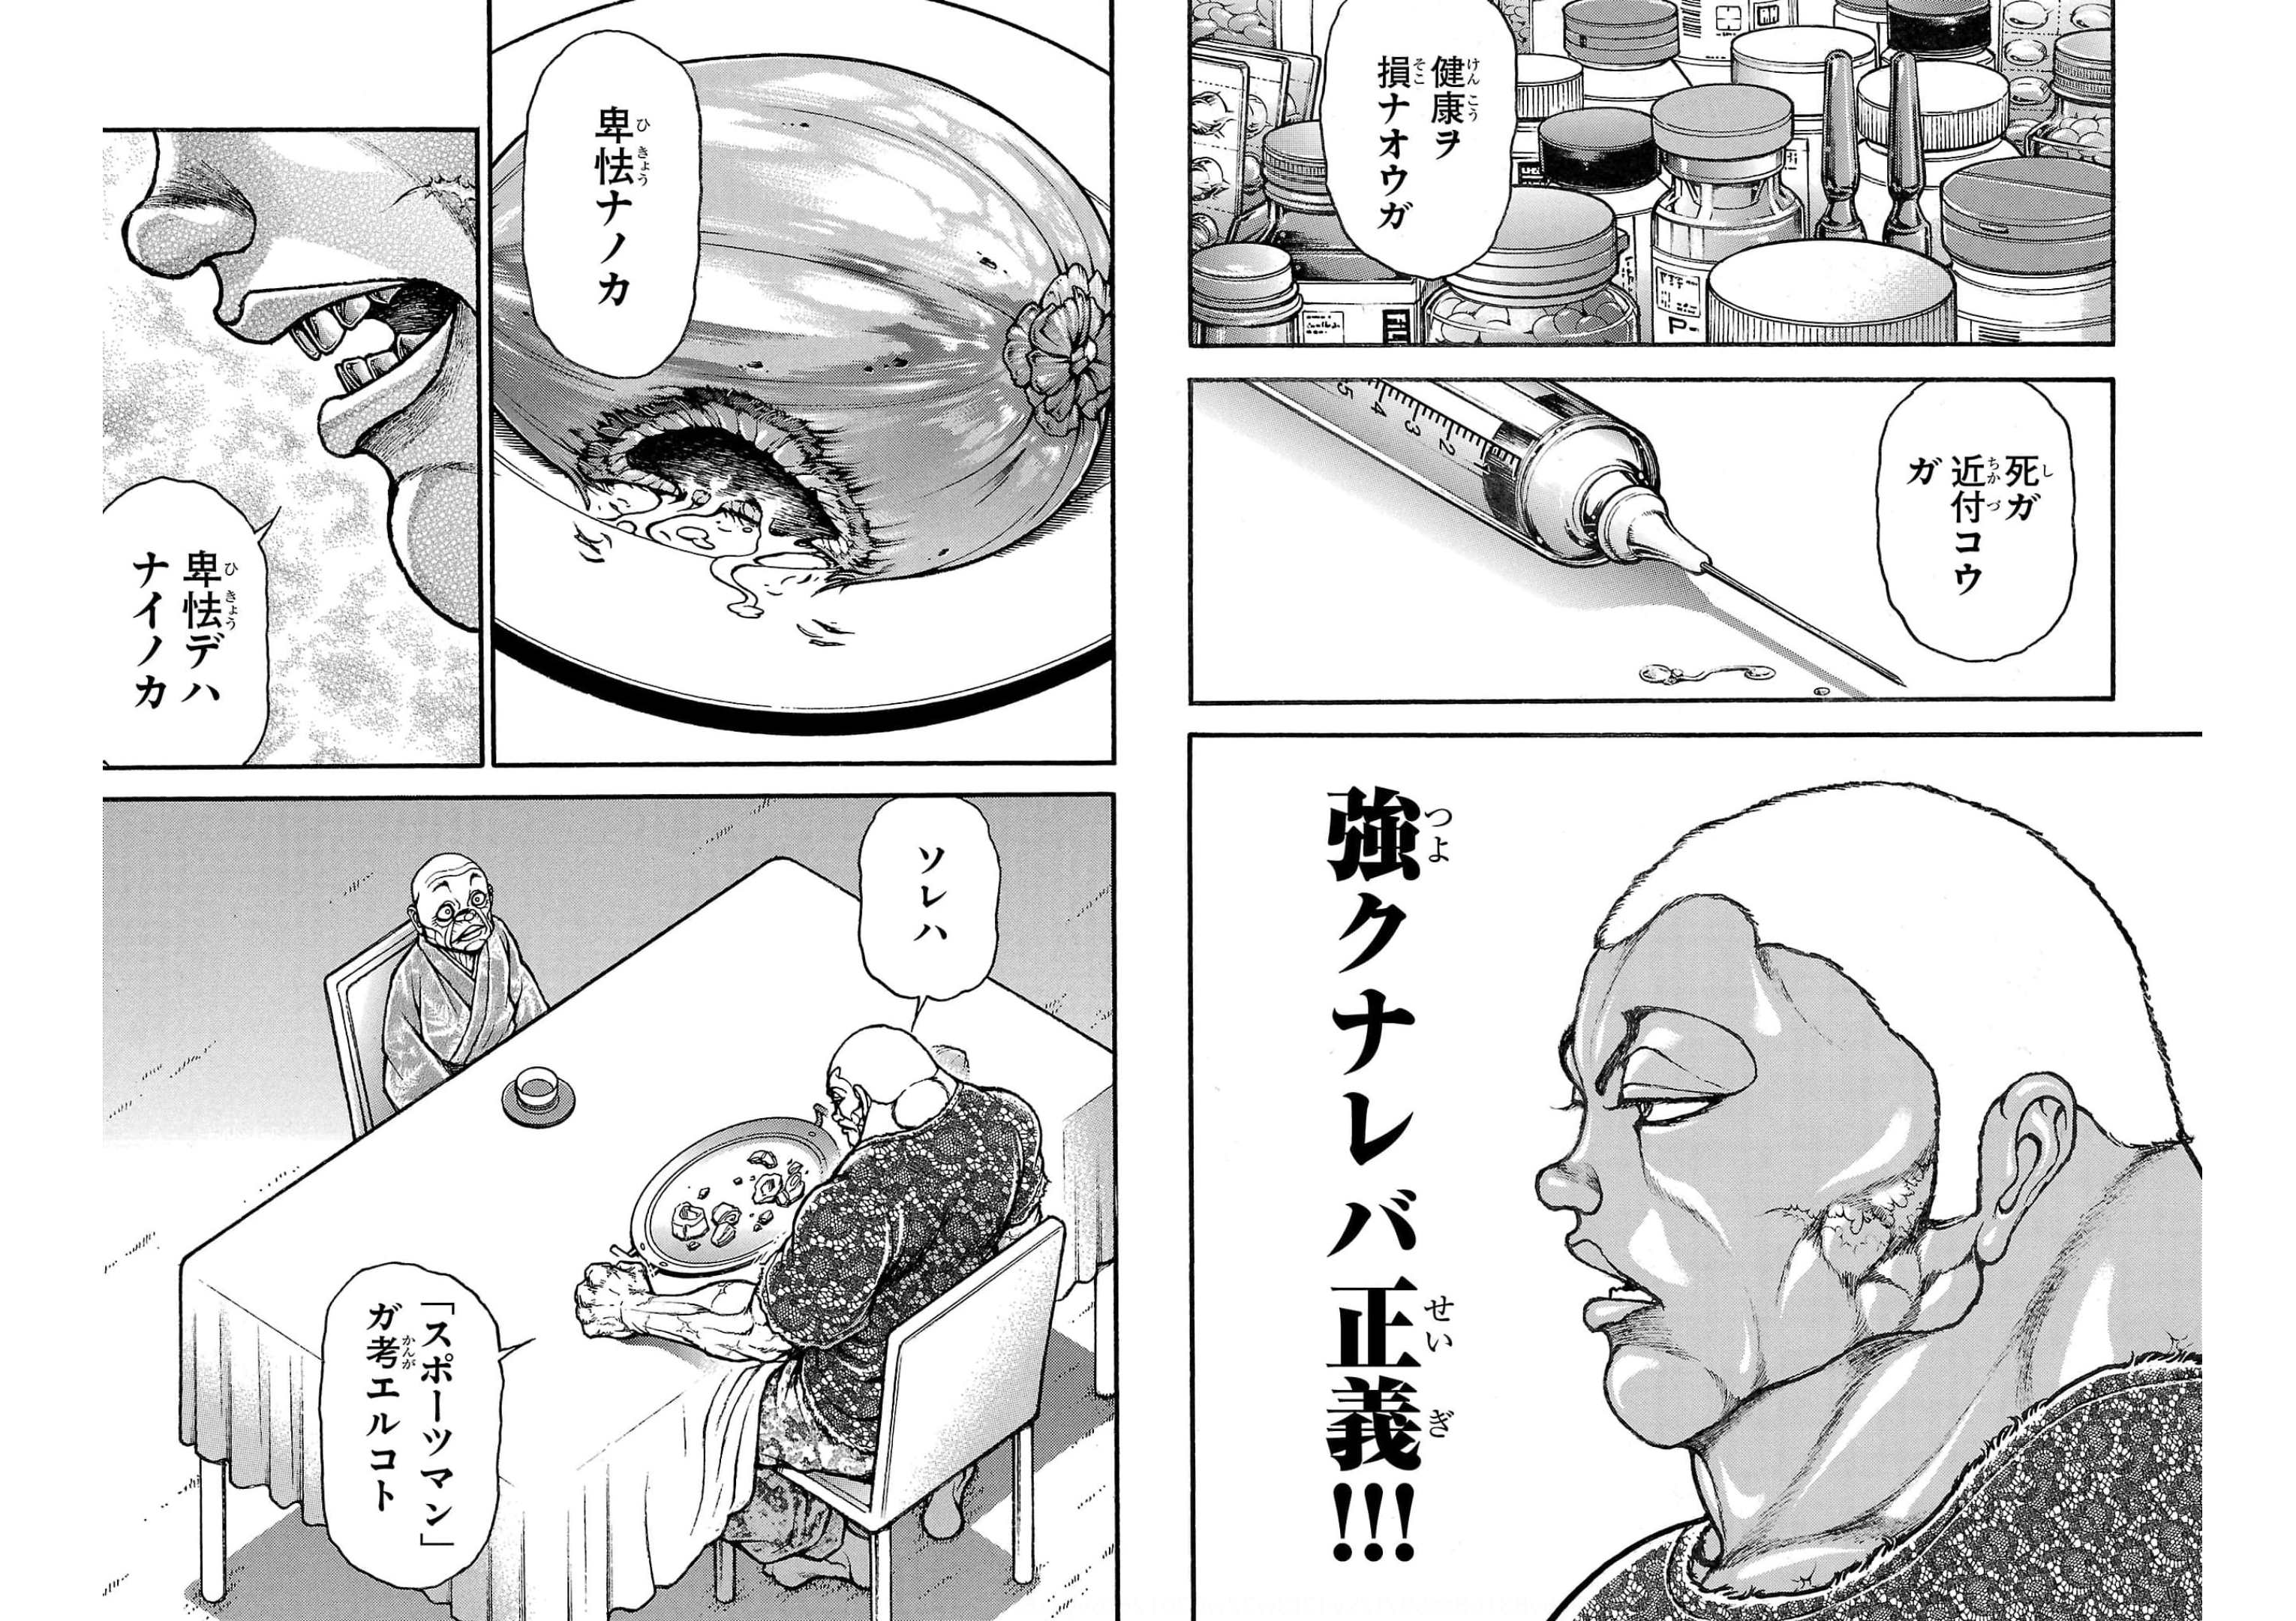 健康ヲ
損ナオウガ
死ガ
近付コウ
ガ
強クナレバ正義!!!
卑怯ナノカ
卑怯デハ
ナイノカ
ソレハ
「スポーツマン」
ガ考エルコト